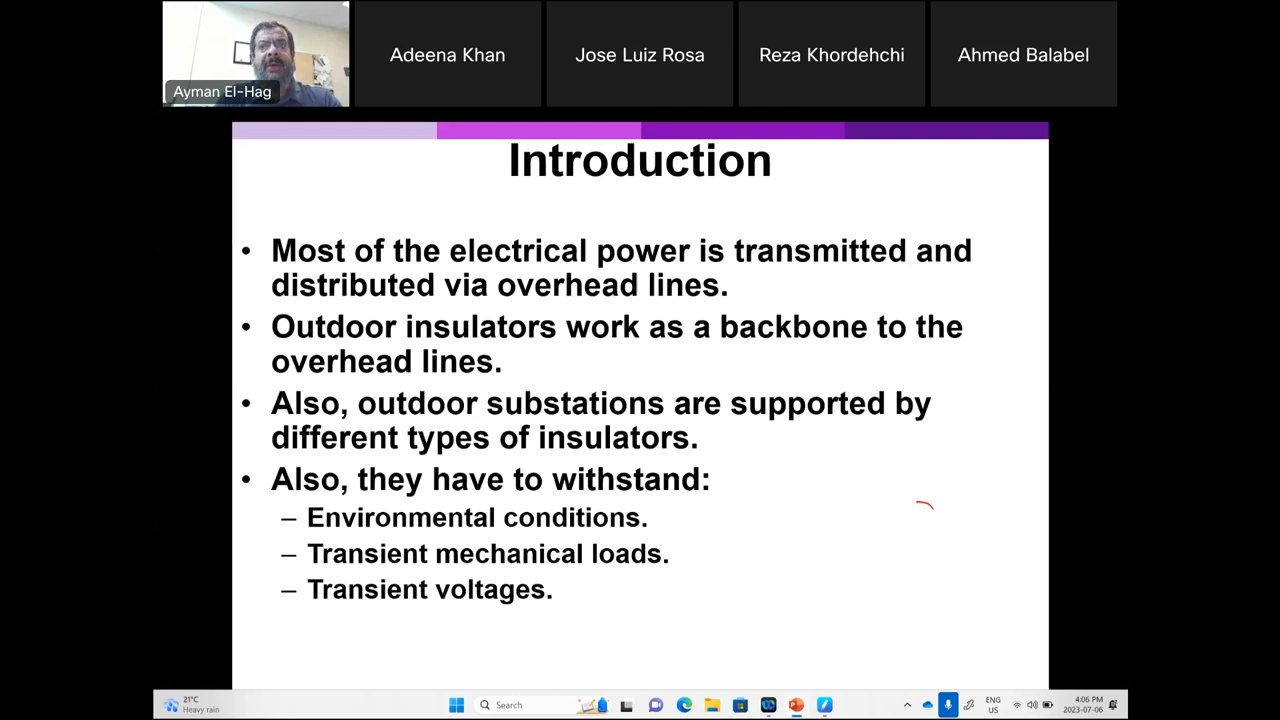 Ayman El-Hag
Adeena Khan
Jose Luiz Rosa
Reza Khordehchi
Ahmed Balabel
Introduction
• Most of the electrical power is transmitted and
distributed via overhead lines.
• Outdoor insulators work as a backbone to the
overhead lines.
• Also, outdoor substations are supported by
different types of insulators.
• Also, they have to withstand:
– Environmental conditions.
– Transient mechanical loads.
– Transient voltages.
21°C
Heavy rain
Search
ENG
US
4:06 PM
2023-07-06